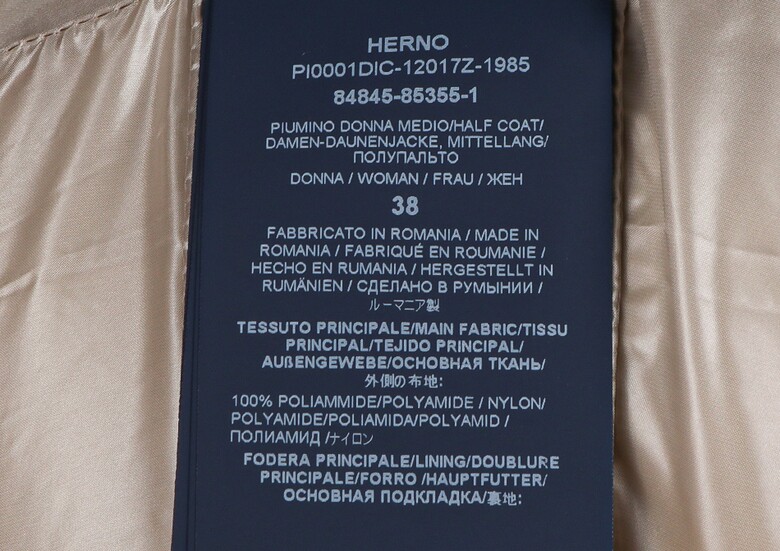 HERNO
PI0001DIC-12017Z-1985
84845-85355-1
PIUMINO DONNA MEDIO/HALF COAT/
DAMEN-DAUNENJACKE, MITTELLANG/
ПОЛУПАЛЬТО
DONNA / WOMAN / FRAU / ЖЕН
38
FABBRICATO IN ROMANIA / MADE IN
ROMANIA / FABRIQUÉ EN ROUMANIE /
HECHO EN RUMANIA / HERGESTELLT IN
RUMÄNIEN / СДЕЛАНО В РУМЫНИИ /
ルーマニア製
TESSUTO PRINCIPALE/MAIN FABRIC/TISSU
PRINCIPAL/TEJIDO PRINCIPAL/
AUßENGEWEBE/ОСНОВНАЯ ТКАНЬ/
外側の布地:
100% POLIAMMIDE/POLYAMIDE / NYLON/
POLYAMIDE/POLIAMIDA/POLYAMID /
ПОЛИАМИД /ナイロン
FODERA PRINCIPALE/LINING/DOUBLURE
PRINCIPALE/FORRO /HAUPTFUTTER/
ОСНОВНАЯ ПОДКЛАДКА/裏地: